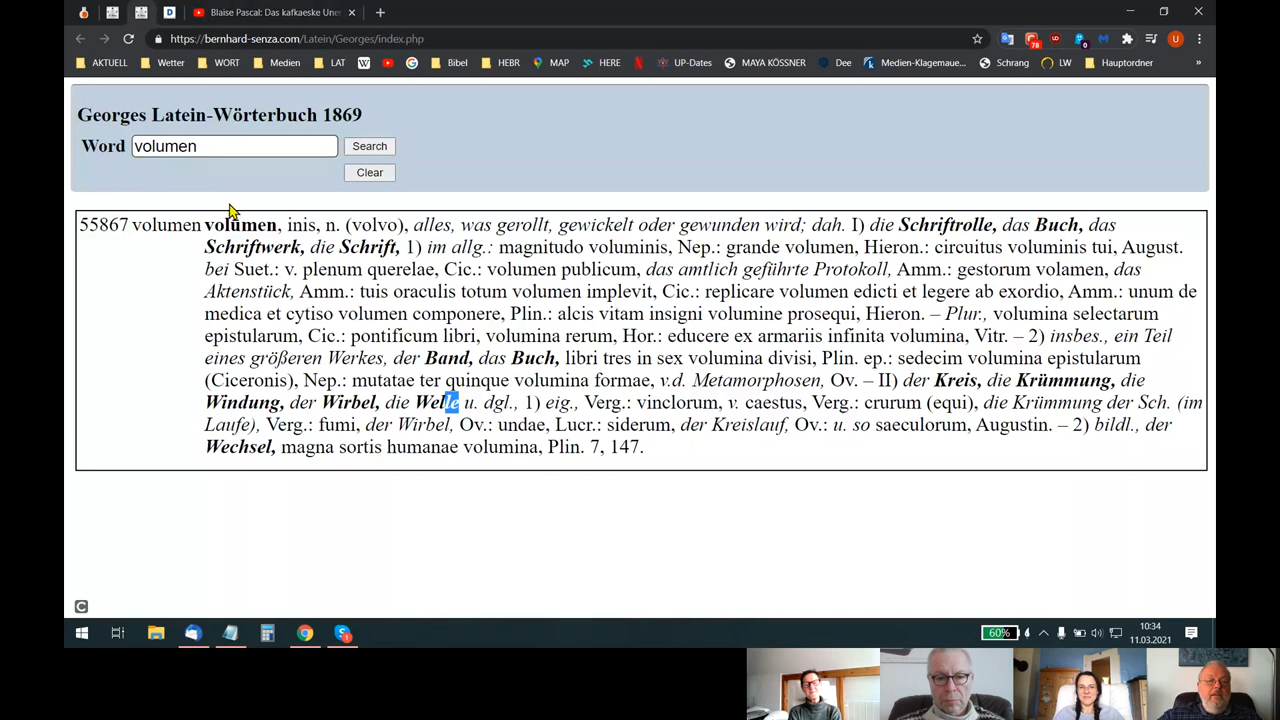 Blaise Pascal: Das kafkaeske Une
https://bernhard-senza.com/Latein/Georges/index.php
78
0
U
AKTUELL Wetter WORT Medien LAT Bibel HEBR MAP HERE UP-Dates MAYA KÖSSNER Dee Medien-Klagemaue... Schrang LW Hauptordner »
Georges Latein-Wörterbuch 1869
Word volumen Search
Clear
55867 volumen volūmen, inis, n. (volvo), alles, was gerollt, gewickelt oder gewunden wird; dah. I) die Schriftrolle, das Buch, das
Schriftwerk, die Schrift, 1) im allg.: magnitudo voluminis, Nep.: grande volumen, Hieron.: circuitus voluminis tui, August.
bei Suet.: v. plenum querelae, Cic.: volumen publicum, das amtlich geführte Protokoll, Amm.: gestorum volamen, das
Aktenstück, Amm.: tuis oraculis totum volumen implevit, Cic.: replicare volumen edicti et legere ab exordio, Amm.: unum de
medica et cytiso volumen componere, Plin.: alcis vitam insigni volumine prosequi, Hieron. – Plur., volumina selectarum
epistularum, Cic.: pontificum libri, volumina rerum, Hor.: educere ex armariis infinita volumina, Vitr. – 2) insbes., ein Teil
eines größeren Werkes, der Band, das Buch, libri tres in sex volumina divisi, Plin. ep.: sedecim volumina epistularum
(Ciceronis), Nep.: mutatae ter quinque volumina formae, v.d. Metamorphosen, Ov. – II) der Kreis, die Krümmung, die
Windung, der Wirbel, die Welle u. dgl., 1) eig., Verg.: vinclorum, v. caestus, Verg.: crurum (equi), die Krümmung der Sch. (im
Laufe), Verg.: fumi, der Wirbel, Ov.: undae, Lucr.: siderum, der Kreislauf, Ov.: u. so saeculorum, Augustin. – 2) bildl., der
Wechsel, magna sortis humanae volumina, Plin. 7, 147.
60%
10:34
11.03.2021